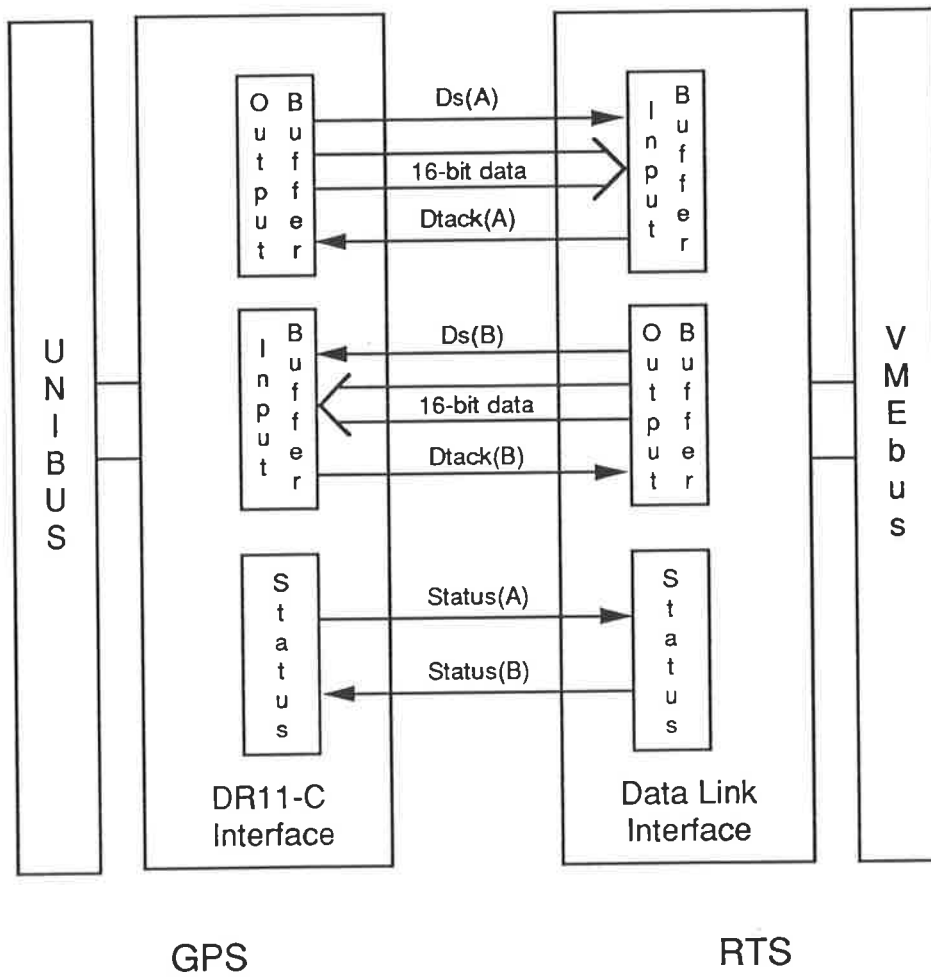 UNIBUS
Output Buffer
Ds(A)
16-bit data
Dtack(A)
Input Buffer
Input Buffer
Ds(B)
16-bit data
Dtack(B)
Output Buffer
Status
Status(A)
Status(B)
Status
DR11-C
Interface
Data Link
Interface
VMEbus
GPS
RTS